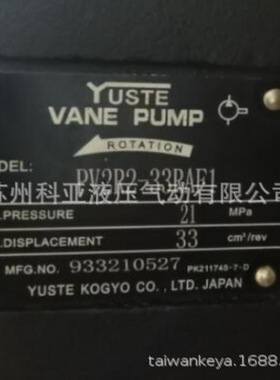 YUSTE
VANE PUMP
ROTATION
DEL: PV2R2-33RAF1
苏州科亚液压气动有限公司
.PRESSURE 21 MPa
.DISPLACEMENT 33 cm³/rev
MFG.NO. 933210527 PK211745-7-D
YUSTE KOGYO CO., LTD. JAPAN
taiwankeya.1688.